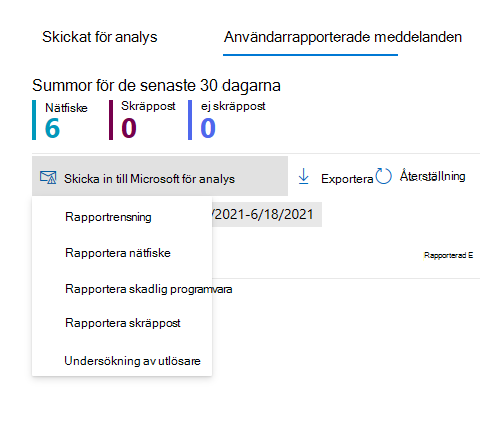 Skickat för analys
Användarrapporterade meddelanden
Summor för de senaste 30 dagarna
Nätfiske
Skräppost
ej skräppost
6
0
0
Skicka in till Microsoft för analys
Exportera
Återställning
Rapportrensning
/2021-6/18/2021
Rapportera nätfiske
Rapporterad E
Rapportera skadlig programvara
Rapportera skräppost
Undersökning av utlösare